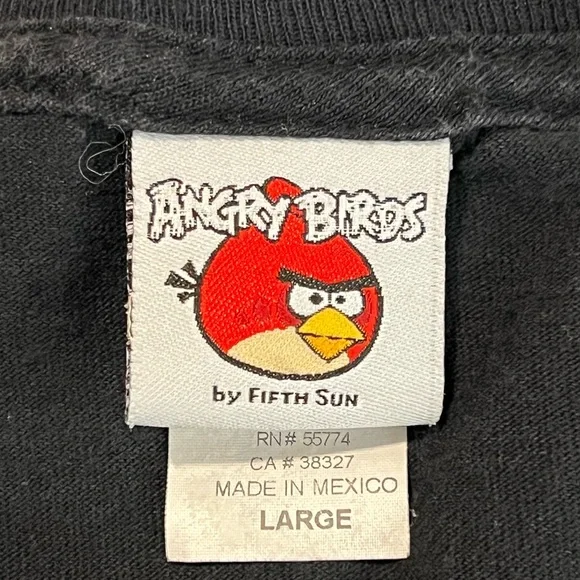 ANGRY BIRDS
by FIFTH SUN
RN# 55774
CA # 38327
MADE IN MEXICO
LARGE